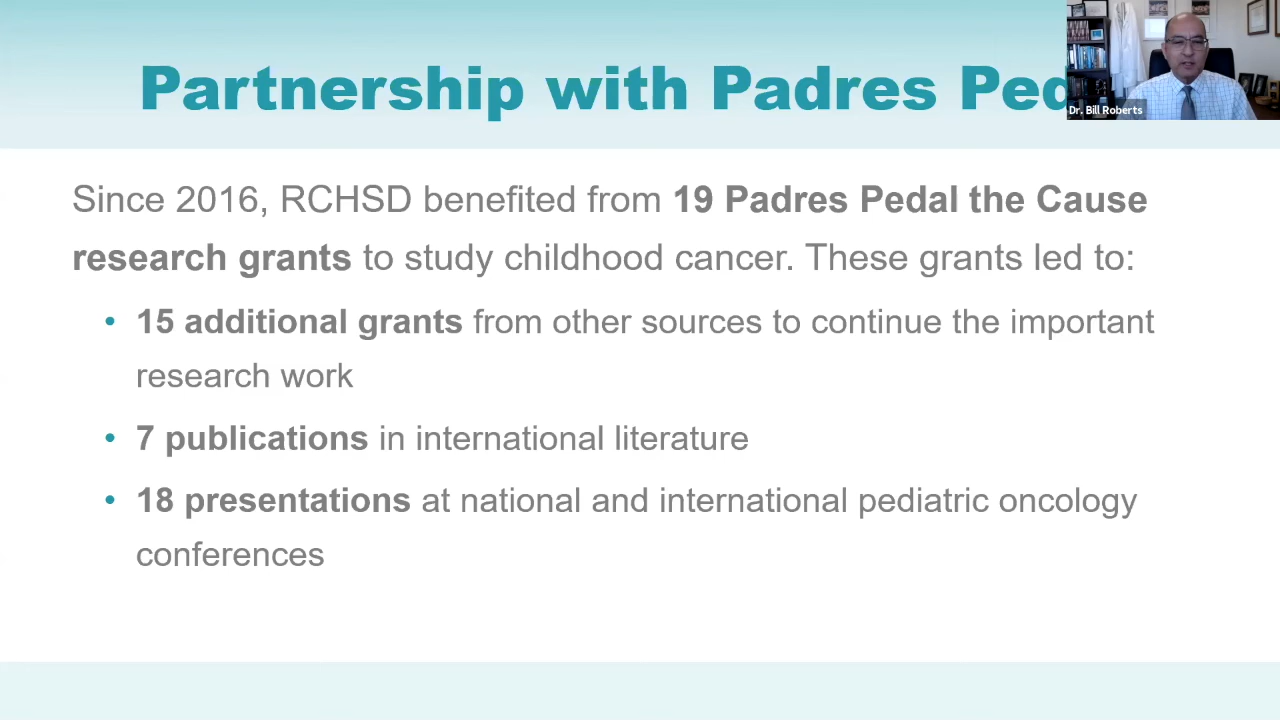 Partnership with Padres Ped
Dr. Bill Roberts
Since 2016, RCHSD benefited from 19 Padres Pedal the Cause
research grants to study childhood cancer. These grants led to:
• 15 additional grants from other sources to continue the important
research work
• 7 publications in international literature
• 18 presentations at national and international pediatric oncology
conferences